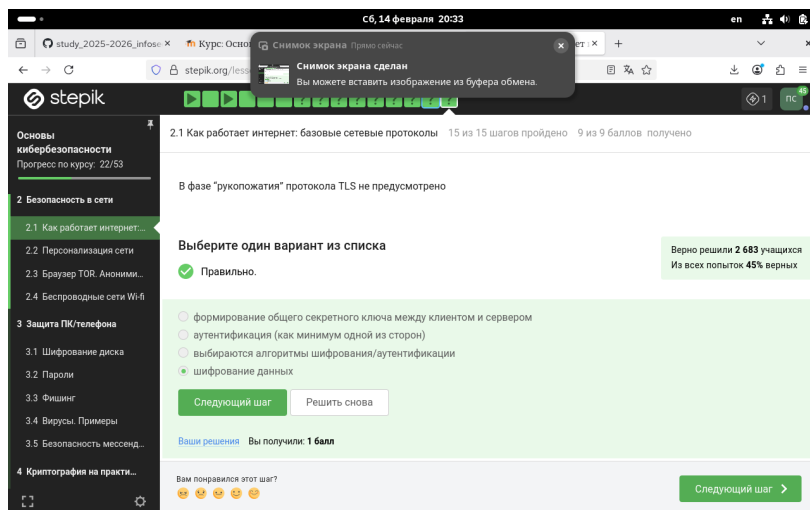 Сб, 14 февраля 20:33
en
study_2025-2026_infose
Курс: Осно
Снимок экрана Прямо сейчас
Снимок экрана сделан
Вы можете вставить изображение из буфера обмена.
stepik.org/less
stepik
1
ПС
45
Основы кибербезопасности
Прогресс по курсу: 22/53
2.1 Как работает интернет: базовые сетевые протоколы 15 из 15 шагов пройдено 9 из 9 баллов получено
2 Безопасность в сети
2.1 Как работает интернет:...
2.2 Персонализация сети
2.3 Браузер TOR. Аноними...
2.4 Беспроводные сети Wi-fi
3 Защита ПК/телефона
3.1 Шифрование диска
3.2 Пароли
3.3 Фишинг
3.4 Вирусы. Примеры
3.5 Безопасность мессенд...
4 Криптография на практи...
В фазе “рукопожатия” протокола TLS не предусмотрено
Выберите один вариант из списка
Верно решили 2 683 учащихся
Из всех попыток 45% верных
Правильно.
формирование общего секретного ключа между клиентом и сервером
аутентификация (как минимум одной из сторон)
выбираются алгоритмы шифрования/аутентификации
шифрование данных
Следующий шаг
Решить снова
Ваши решения Вы получили: 1 балл
Вам понравился этот шаг?
Следующий шаг